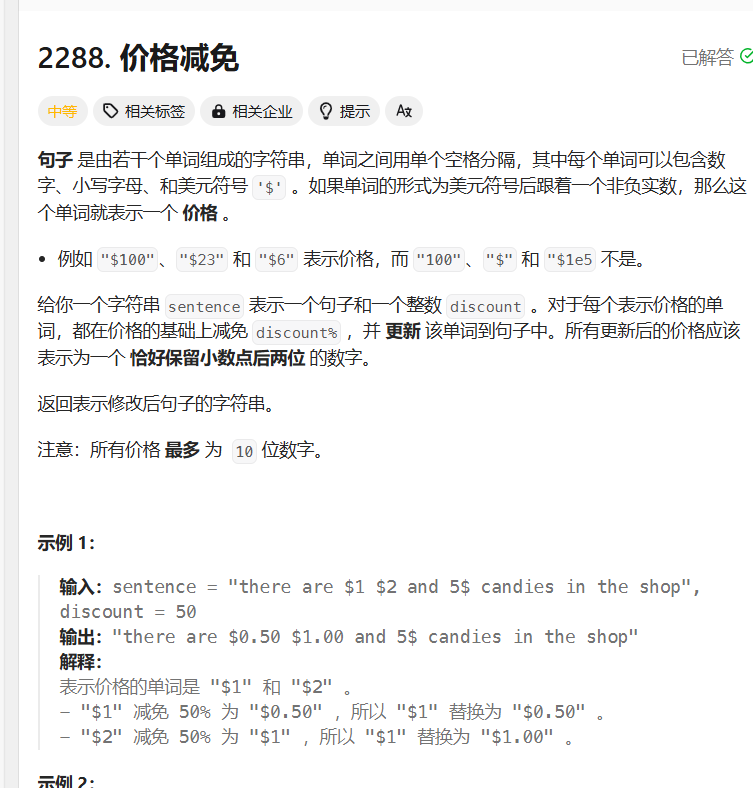 2288. 价格减免
已解答
中等 相关标签 相关企业 提示 Aあ
句子 是由若干个单词组成的字符串，单词之间用单个空格分隔，其中每个单词可以包含数
字、小写字母、和美元符号 '$' 。如果单词的形式为美元符号后跟着一个非负实数，那么这
个单词就表示一个 价格 。
• 例如 "$100"、"$23" 和 "$6" 表示价格，而 "100"、"$" 和 "$1e5 不是。
给你一个字符串 sentence 表示一个句子和一个整数 discount 。对于每个表示价格的单
词，都在价格的基础上减免 discount% ，并 更新 该单词到句子中。所有更新后的价格应该
表示为一个 恰好保留小数点后两位 的数字。
返回表示修改后句子的字符串。
注意：所有价格 最多 为 10 位数字。
示例 1：
输入：sentence = "there are $1 $2 and 5$ candies in the shop",
discount = 50
输出："there are $0.50 $1.00 and 5$ candies in the shop"
解释：
表示价格的单词是 "$1" 和 "$2" 。
- "$1" 减免 50% 为 "$0.50" ，所以 "$1" 替换为 "$0.50" 。
- "$2" 减免 50% 为 "$1" ，所以 "$1" 替换为 "$1.00" 。
示例 2：